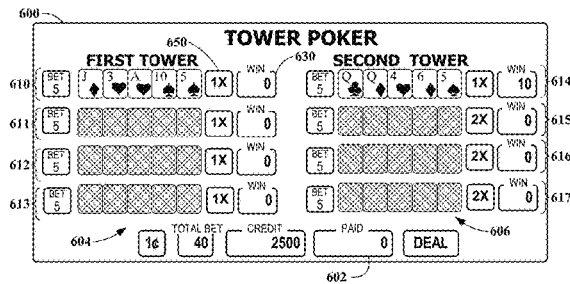 600
TOWER POKER
650
630
FIRST TOWER
SECOND TOWER
610 BET 5 J 3 A 10 5 1X WIN 0
BET 5 Q Q 4 6 5 1X WIN 10 614
611 BET 5 1X WIN 0
BET 5 2X WIN 0 615
612 BET 5 1X WIN 0
BET 5 2X WIN 0 616
613 BET 5 1X WIN 0
BET 5 2X WIN 0 617
604
606
1¢ TOTAL BET 40 CREDIT 2500 PAID 0 DEAL
602